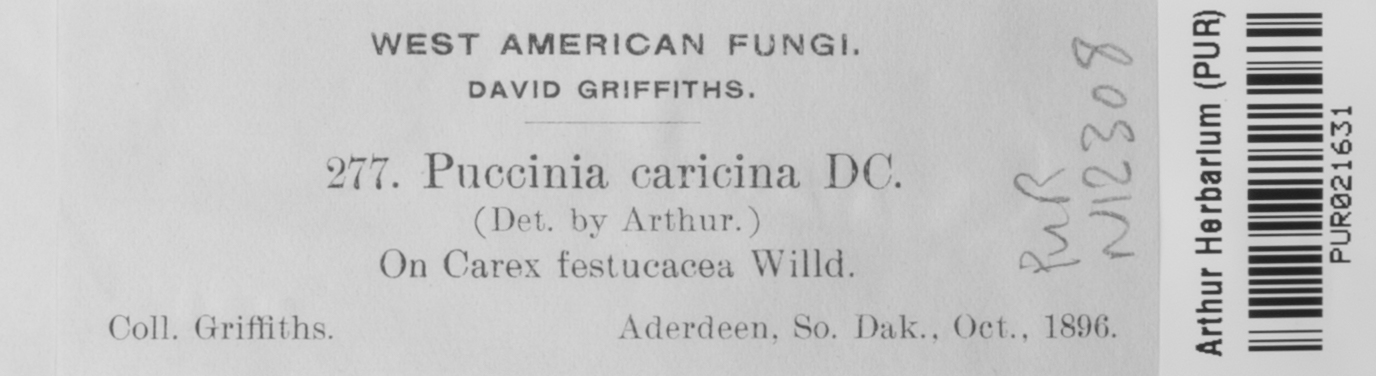 WEST AMERICAN FUNGI.
DAVID GRIFFITHS.
277. Puccinia caricina DC.
(Det. by Arthur.)
On Carex festucacea Willd.
Coll. Griffiths.
Aderdeen, So. Dak., Oct., 1896.
PUR
N12308
Arthur Herbarium (PUR)
PUR021631